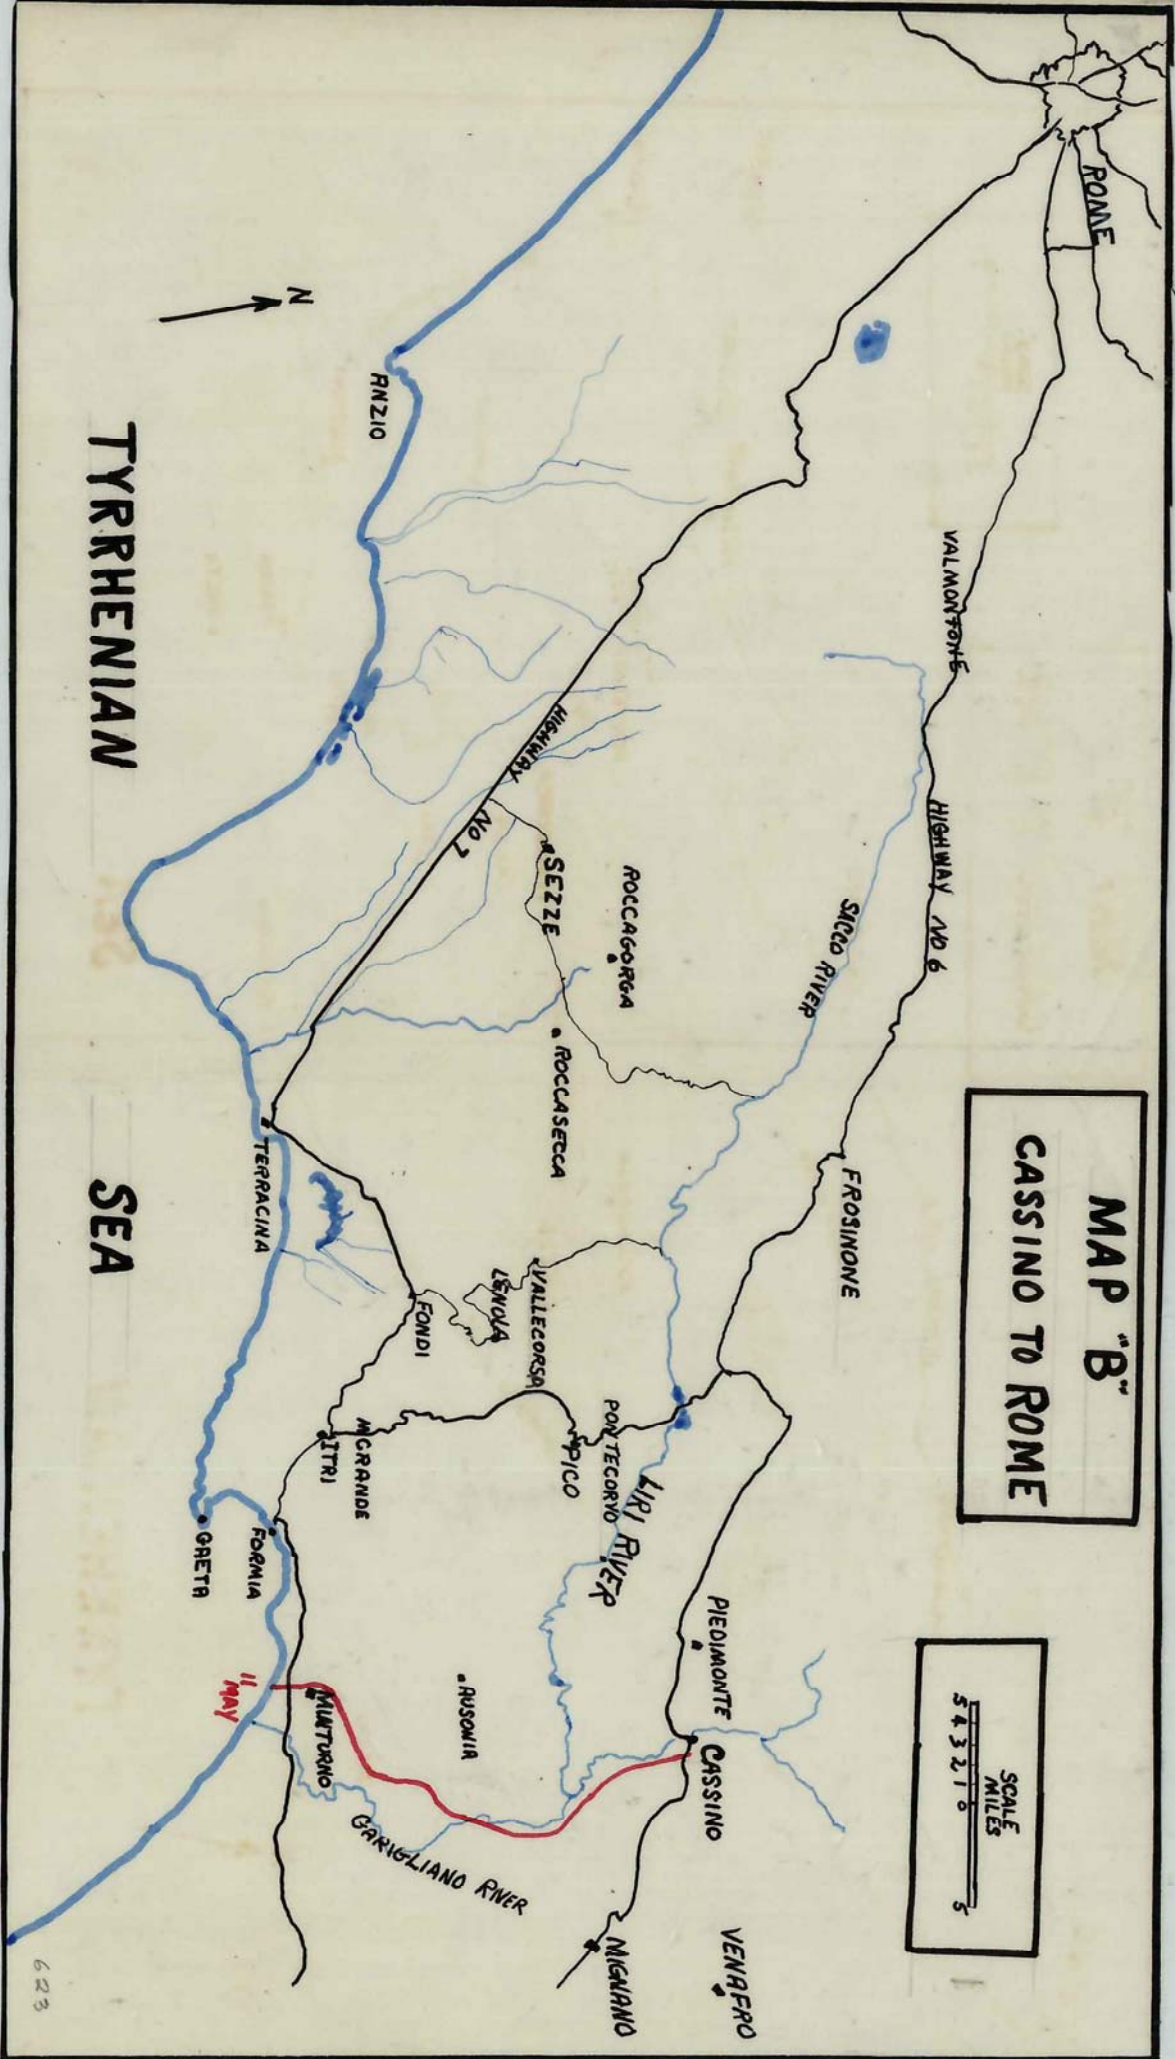 MAP "B"
CASSINO TO ROME
SCALE
MILES
5 4 3 2 1 0 5
ROME
VALMONTONE
HIGHWAY NO 6
SACCO RIVER
FROSINONE
ROCCAGORGA
SEZZE
ROCCASECCA
HIGHWAY NO 7
ANZIO
N
TERRACINA
VALLECORSA
LENOLA
FONDI
PICO
PONTECORVO
LIRI RIVER
M GRANDE
ITRI
GAETA
FORMIA
PIEDIMONTE
CASSINO
AUSONIA
MINTURNO
11
MAY
GARIGLIANO RIVER
VENAFRO
MIGNANO
TYRRHENIAN SEA
623